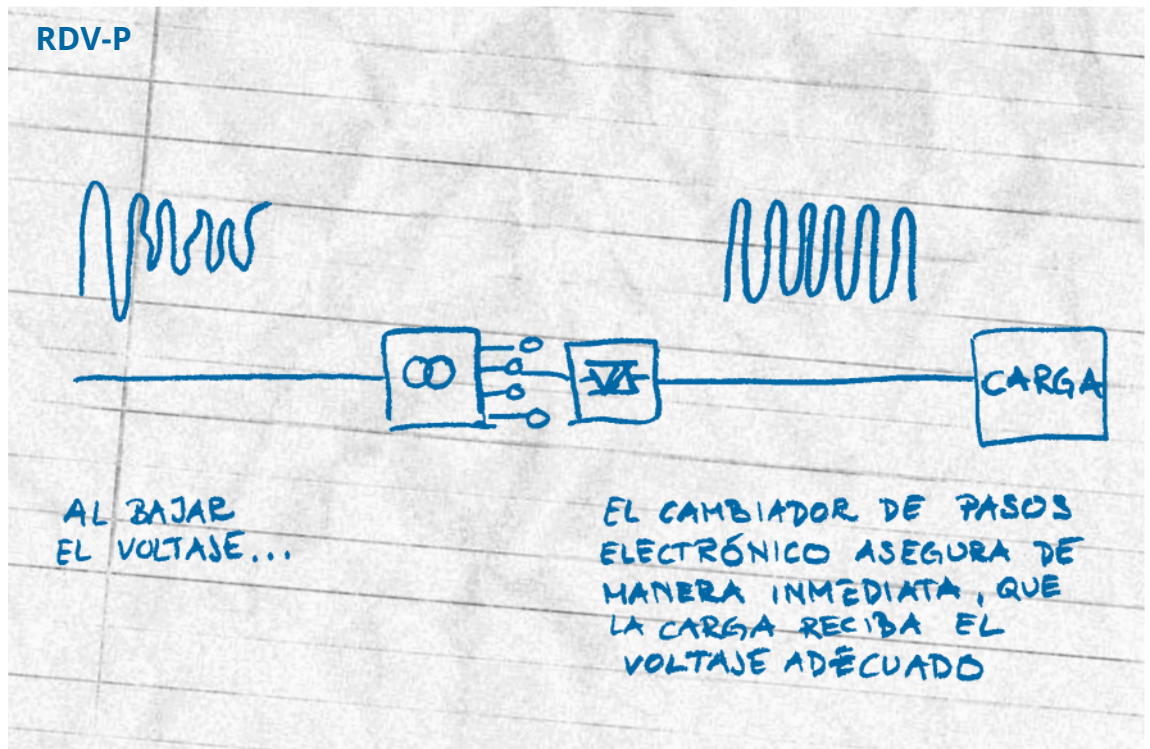 RDV-P
CARGA
AL BAJAR
EL VOLTAJE...
EL CAMBIADOR DE PASOS
ELECTRÓNICO ASEGURA DE
MANERA INMEDIATA, QUE
LA CARGA RECIBA EL
VOLTAJE ADECUADO